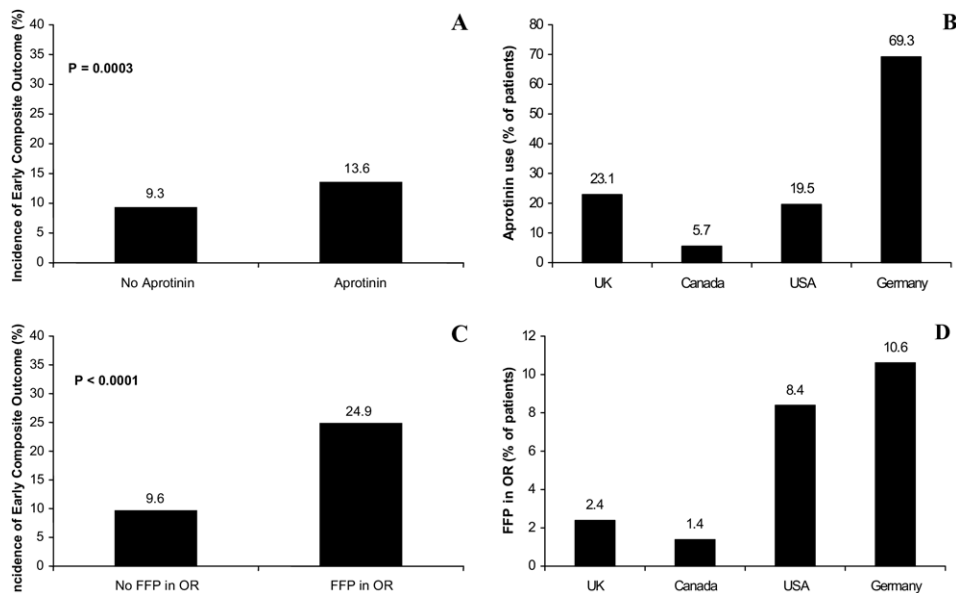 A
Incidence of Early Composite Outcome (%)
40
35
30
25
20
15
10
5
0
P = 0.0003
9.3
13.6
No Aprotinin
Aprotinin
B
Aprotinin use (% of patients)
80
70
60
50
40
30
20
10
0
23.1
5.7
19.5
69.3
UK
Canada
USA
Germany
C
ncidence of Early Composite Outcome (%)
40
35
30
25
20
15
10
5
0
P < 0.0001
9.6
24.9
No FFP in OR
FFP in OR
D
FFP in OR (% of patients)
12
10
8
6
4
2
0
2.4
1.4
8.4
10.6
UK
Canada
USA
Germany